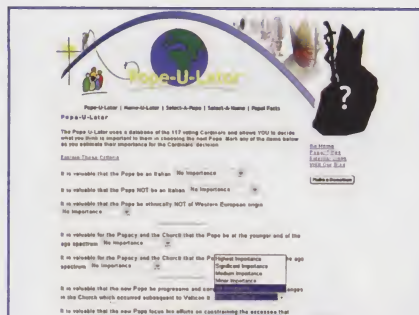 Pope-U-Lator
Pope-U-Lator | Name-U-Lator | Select-A-Pope | Select-A-Name | Papal Facts
Pope-U-Lator
The Pope U-Lator uses a database of the 117 voting Cardinals and allows YOU to decide
what you think is important in choosing the next Pope. Mark any of the items below
as you estimate their importance for the Cardinals' decision
Explain These Criteria
It is valuable that the Pope be an Italian No Importance
It is valuable that the Pope NOT be an Italian No Importance
It is valuable that the Pope be ethnically NOT of Western European origin
No Importance
It is valuable for the Papacy and the Church that the Pope be at the younger end of the
age spectrum No Importance
It is valuable for the Papacy and the Church that the Po
age
spectrum No Importance
Highest Importance
Significant Importance
Medium Importance
Minor Importance
It is valuable that the new Pope be progressive and
anges
in the Church which occurred subsequent to Vatican II
It is valuable that the new Pope focus his efforts on constraining the excesses that
?
Make a Donation